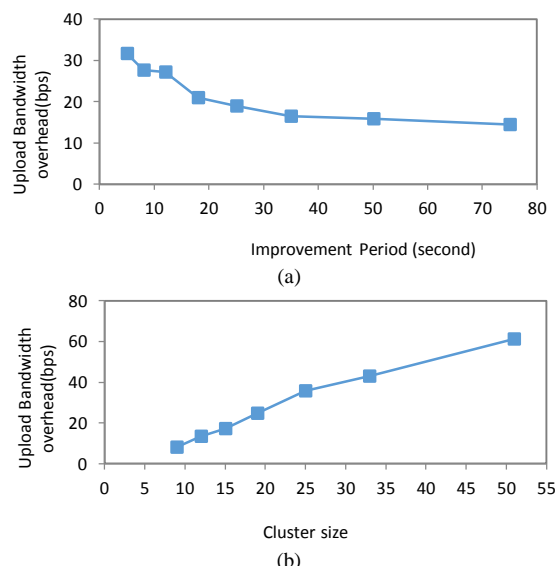 40
30
20
10
0
Upload Bandwidth
overhead(bps)
0 10 20 30 40 50 60 70 80
Improvement Period (second)
(a)
80
60
40
20
0
Upload Bandwidth
overhead(bps)
0 5 10 15 20 25 30 35 40 45 50 55
Cluster size
(b)